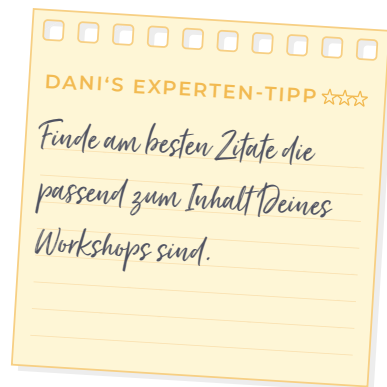 DANI'S EXPERTEN-TIPP
Finde am besten Zitate die
passend zum Inhalt Deines
Workshops sind.